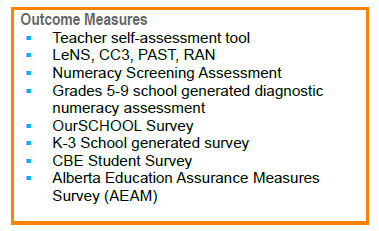 Outcome Measures
▪ Teacher self-assessment tool
▪ LeNS, CC3, PAST, RAN
▪ Numeracy Screening Assessment
▪ Grades 5-9 school generated diagnostic
numeracy assessment
▪ OurSCHOOL Survey
▪ K-3 School generated survey
▪ CBE Student Survey
▪ Alberta Education Assurance Measures
Survey (AEAM)